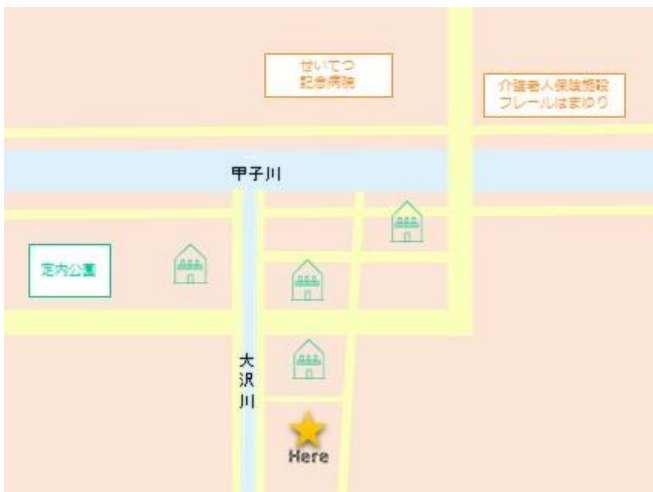 せいてつ
記念病院
介護老人保険施設
フレールはまゆり
甲子川
定内公園
大沢川
Here